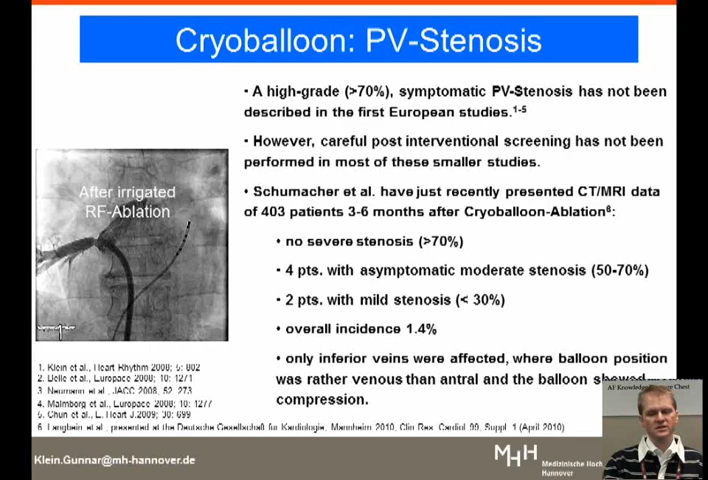 Cryoballoon: PV-Stenosis
• A high-grade (>70%), symptomatic PV-Stenosis has not been
described in the first European studies.1-5
• However, careful post interventional screening has not been
performed in most of these smaller studies.
• Schumacher et al. have just recently presented CT/MRI data
of 403 patients 3-6 months after Cryoballoon-Ablation6:
• no severe stenosis (>70%)
• 4 pts. with asymptomatic moderate stenosis (50-70%)
• 2 pts. with mild stenosis (< 30%)
• overall incidence 1.4%
• only inferior veins were affected, where balloon position
was rather venous than antral and the balloon showed
compression.
After irrigated
RF-Ablation
1. Klein et al., Heart Rhythm 2008; 5: 802
2. Belle et al., Europace 2008; 10: 1271
3. Neumann et al., JACC 2008; 52: 273
4. Malmborg et al., Europace 2008; 10: 1277
5. Chun et al., E. Heart J.2009; 30: 699
6. Langbein et al., presented at the Deutsche Gesellschaft für Kardiologie, Mannheim 2010, Clin Res Cardiol 99, Suppl. 1 (April 2010)
AF Knowledge Chest
Klein.Gunnar@mh-hannover.de
MHH
Medizinische Hoch
Hannover